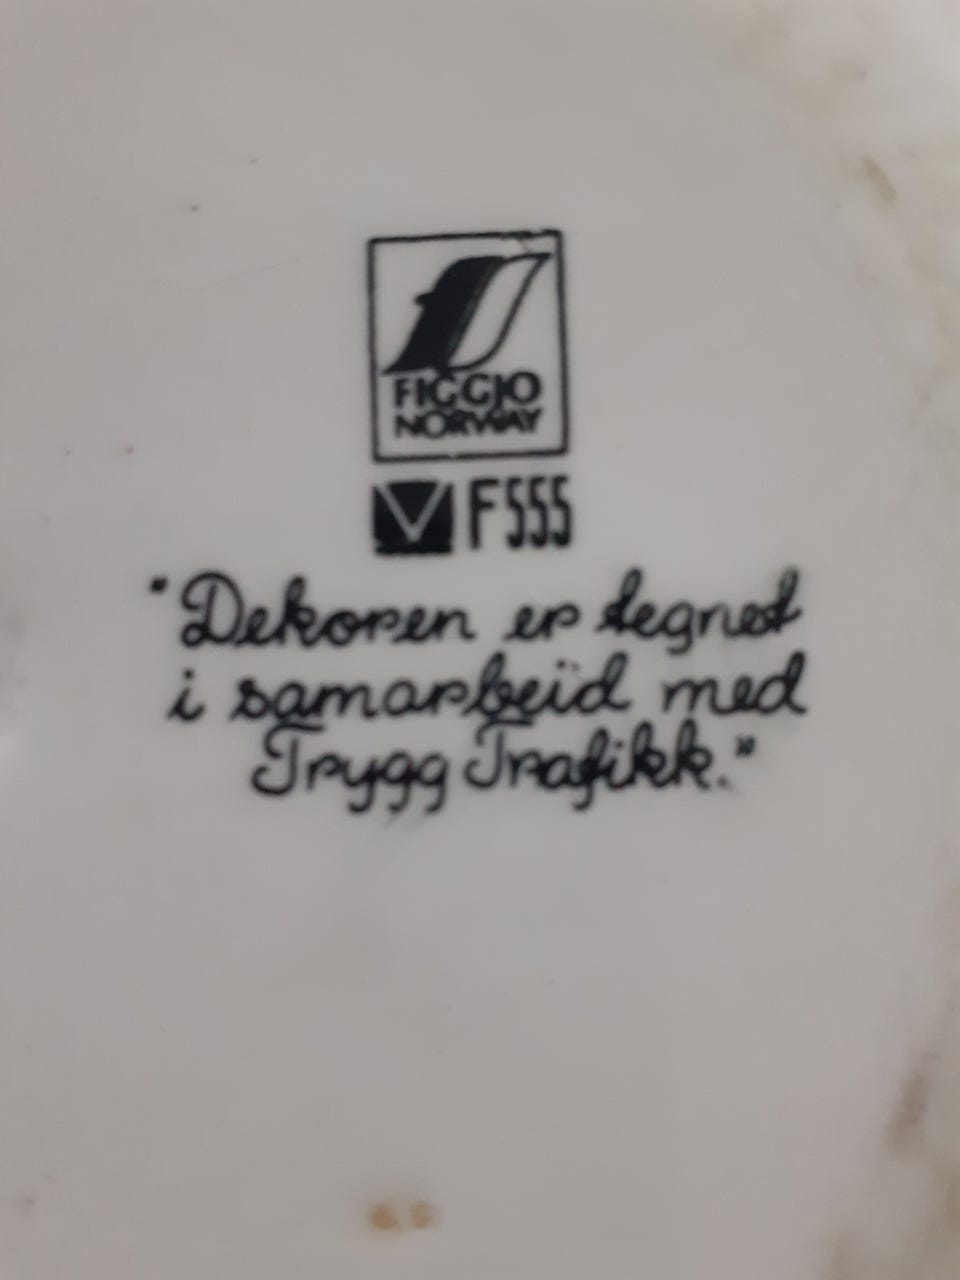 FIGGJO
NORWAY
F555
"Dekoren er tegnet
i samarbeid med
Trygg Trafikk."